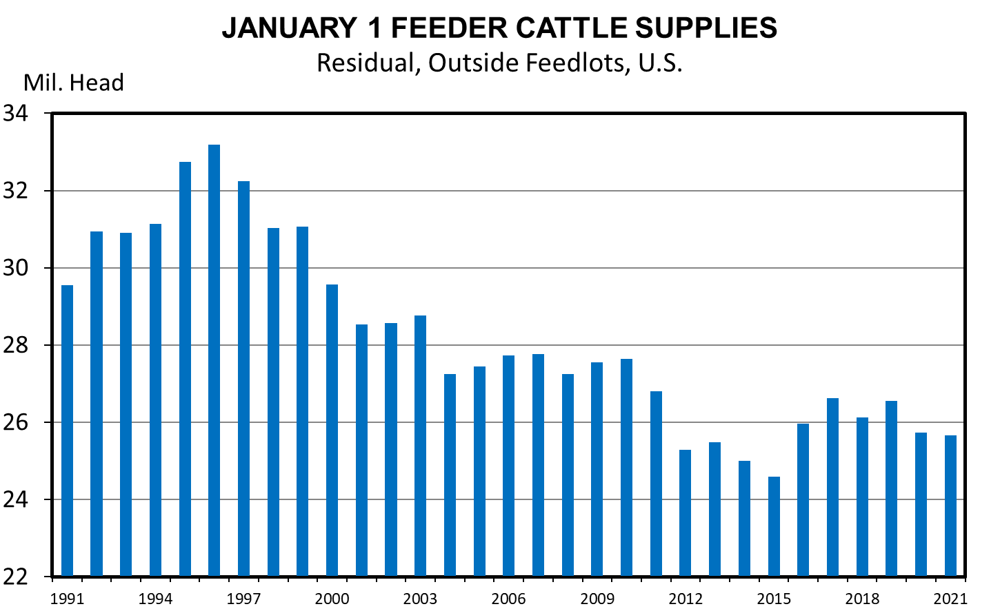 JANUARY 1 FEEDER CATTLE SUPPLIES
Residual, Outside Feedlots, U.S.
Mil. Head
34
32
30
28
26
24
22
1991 1994 1997 2000 2003 2006 2009 2012 2015 2018 2021